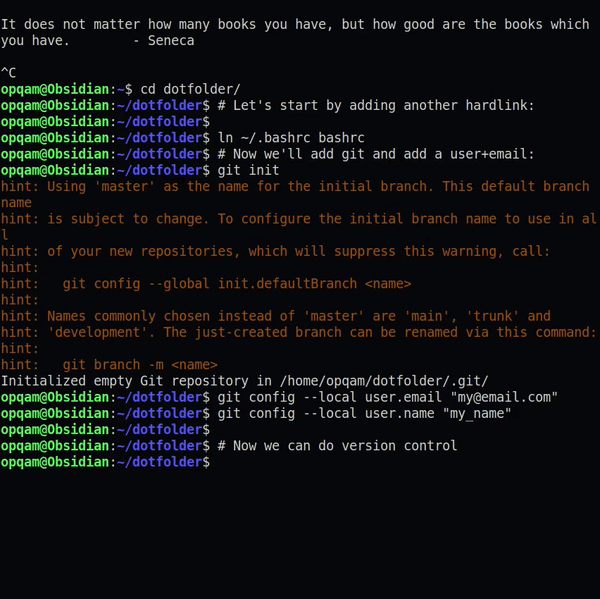 It does not matter how many books you have, but how good are the books which
you have.        - Seneca
^C
opqam@Obsidian:~$ cd dotfolder/
opqam@Obsidian:~/dotfolder$ # Let's start by adding another hardlink:
opqam@Obsidian:~/dotfolder$
opqam@Obsidian:~/dotfolder$ ln ~/.bashrc bashrc
opqam@Obsidian:~/dotfolder$ # Now we'll add git and add a user+email:
opqam@Obsidian:~/dotfolder$ git init
hint: Using 'master' as the name for the initial branch. This default branch
name
hint: is subject to change. To configure the initial branch name to use in al
l
hint: of your new repositories, which will suppress this warning, call:
hint:
hint:   git config --global init.defaultBranch <name>
hint:
hint: Names commonly chosen instead of 'master' are 'main', 'trunk' and
hint: 'development'. The just-created branch can be renamed via this command:
hint:
hint:   git branch -m <name>
Initialized empty Git repository in /home/opqam/dotfolder/.git/
opqam@Obsidian:~/dotfolder$ git config --local user.email "my@email.com"
opqam@Obsidian:~/dotfolder$ git config --local user.name "my_name"
opqam@Obsidian:~/dotfolder$
opqam@Obsidian:~/dotfolder$ # Now we can do version control
opqam@Obsidian:~/dotfolder$